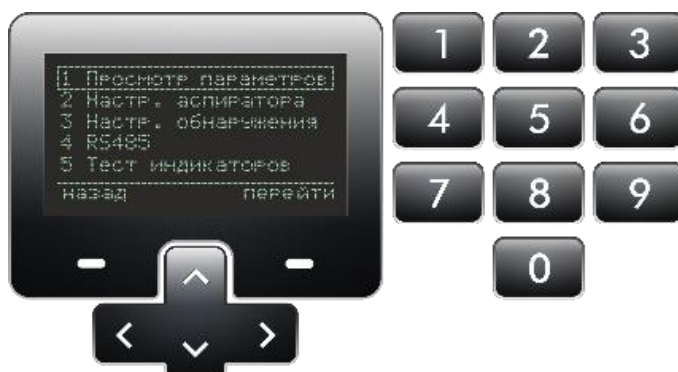 1 Просмотр параметров
2 Настр. аспиратора
3 Настр. обнаружения
4 RS485
5 Тест индикаторов
назад перейти
1 2 3
4 5 6
7 8 9
0